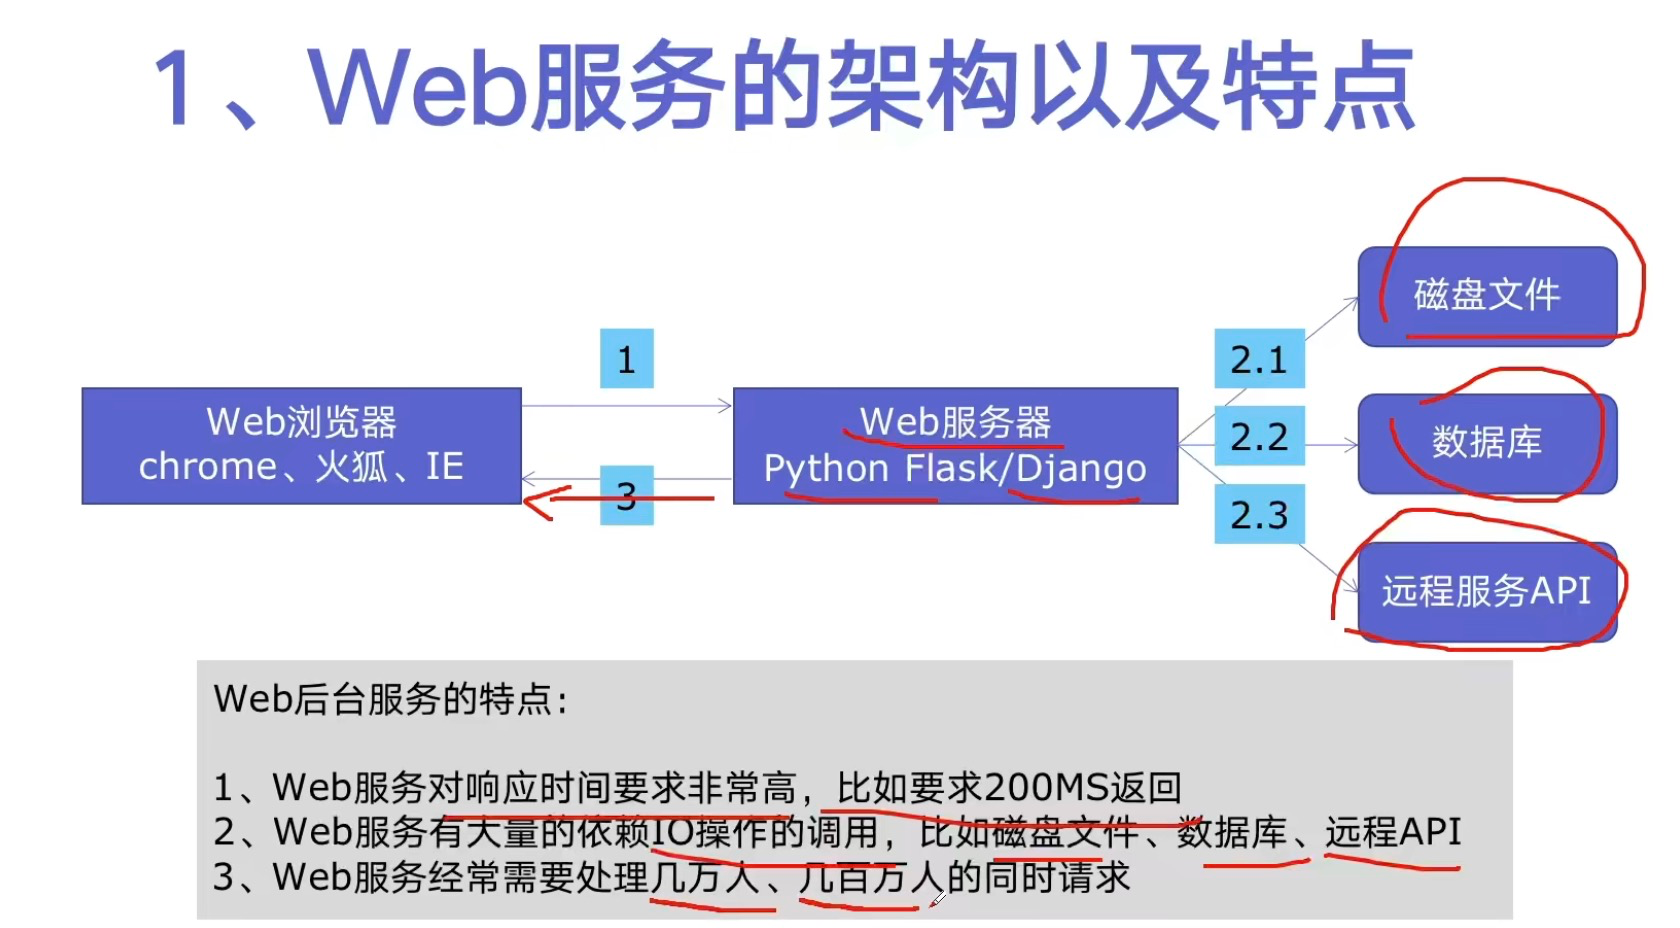 1、Web服务的架构以及特点
磁盘文件
1
2.1
Web浏览器
chrome、火狐、IE
Web服务器
Python Flask/Django
2.2
数据库
3
2.3
远程服务API
Web后台服务的特点:
1、Web服务对响应时间要求非常高，比如要求200MS返回
2、Web服务有大量的依赖IO操作的调用，比如磁盘文件、数据库、远程API
3、Web服务经常需要处理几万人、几百万人的同时请求